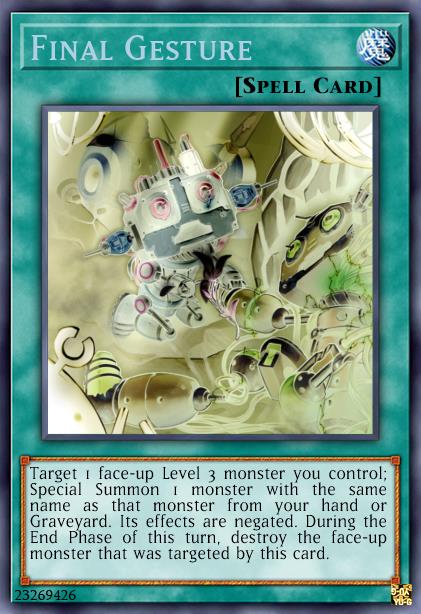 Final Gesture
魔
[Spell Card]
Target 1 face-up Level 3 monster you control;
Special Summon 1 monster with the same
name as that monster from your hand or
Graveyard. Its effects are negated. During the
End Phase of this turn, destroy the face-up
monster that was targeted by this card.
23269426